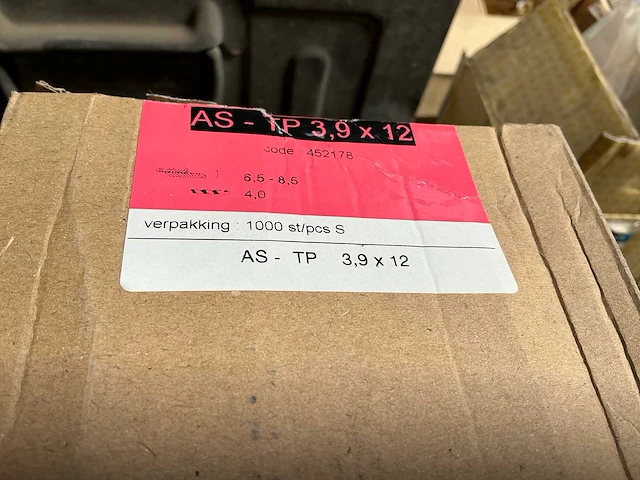 AS - TP 3,9 x 12
code 452178
6,5 - 8,5
4,0
verpakking : 1000 st/pcs S
AS - TP 3,9 x 12